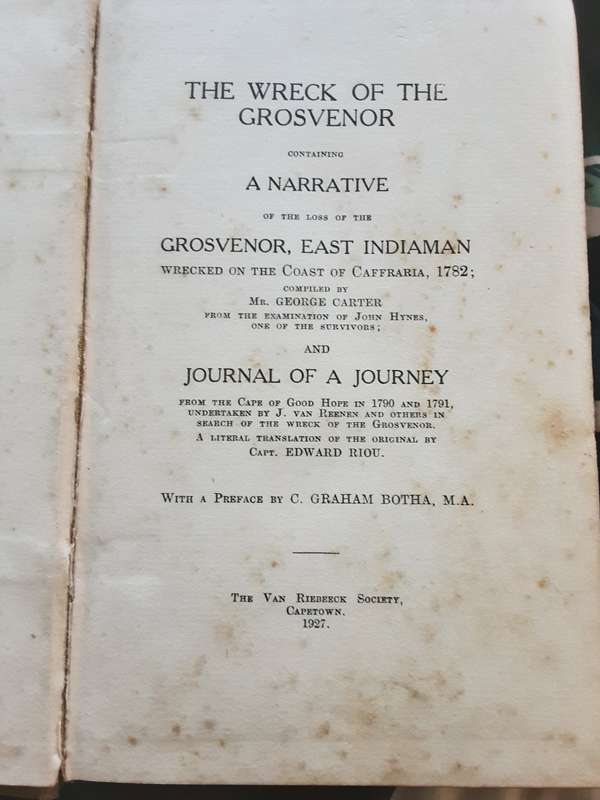 THE WRECK OF THE
GROSVENOR
CONTAINING
A NARRATIVE
OF THE LOSS OF THE
GROSVENOR, EAST INDIAMAN
WRECKED ON THE COAST OF CAFFRARIA, 1782;
COMPILED BY
MR. GEORGE CARTER
FROM THE EXAMINATION OF JOHN HYNES,
ONE OF THE SURVIVORS;
AND
JOURNAL OF A JOURNEY
FROM THE CAPE OF GOOD HOPE IN 1790 AND 1791,
UNDERTAKEN BY J. VAN REENEN AND OTHERS IN
SEARCH OF THE WRECK OF THE GROSVENOR.
A LITERAL TRANSLATION OF THE ORIGINAL BY
CAPT. EDWARD RIOU.
WITH A PREFACE BY C. GRAHAM BOTHA, M.A.
THE VAN RIEBEECK SOCIETY,
CAPETOWN.
1927.